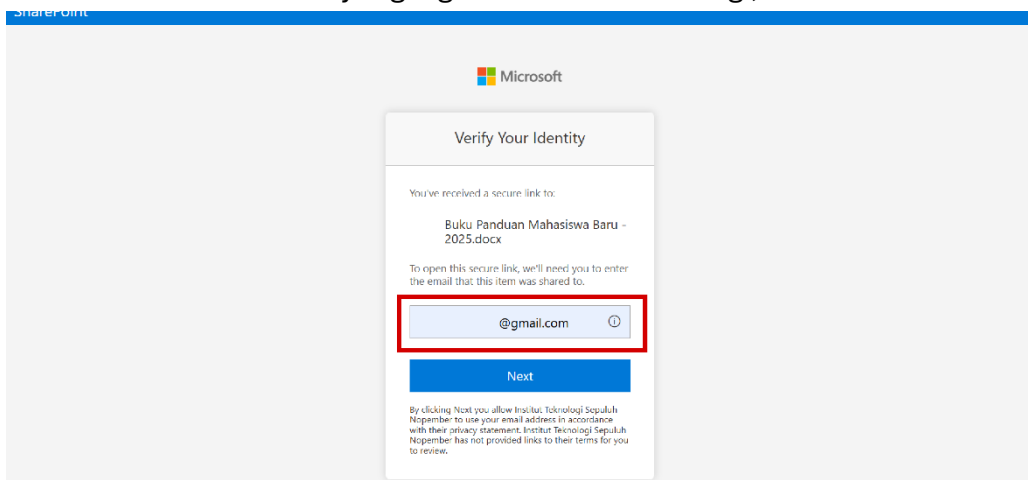 SharePoint
Microsoft
Verify Your Identity
You've received a secure link to:
Buku Panduan Mahasiswa Baru -
2025.docx
To open this secure link, we'll need you to enter
the email that this item was shared to.
@gmail.com
Next
By clicking Next you allow Institut Teknologi Sepuluh
Nopember to use your email address in accordance
with their privacy statement. Institut Teknologi Sepuluh
Nopember has not provided links to their terms for you
to review.